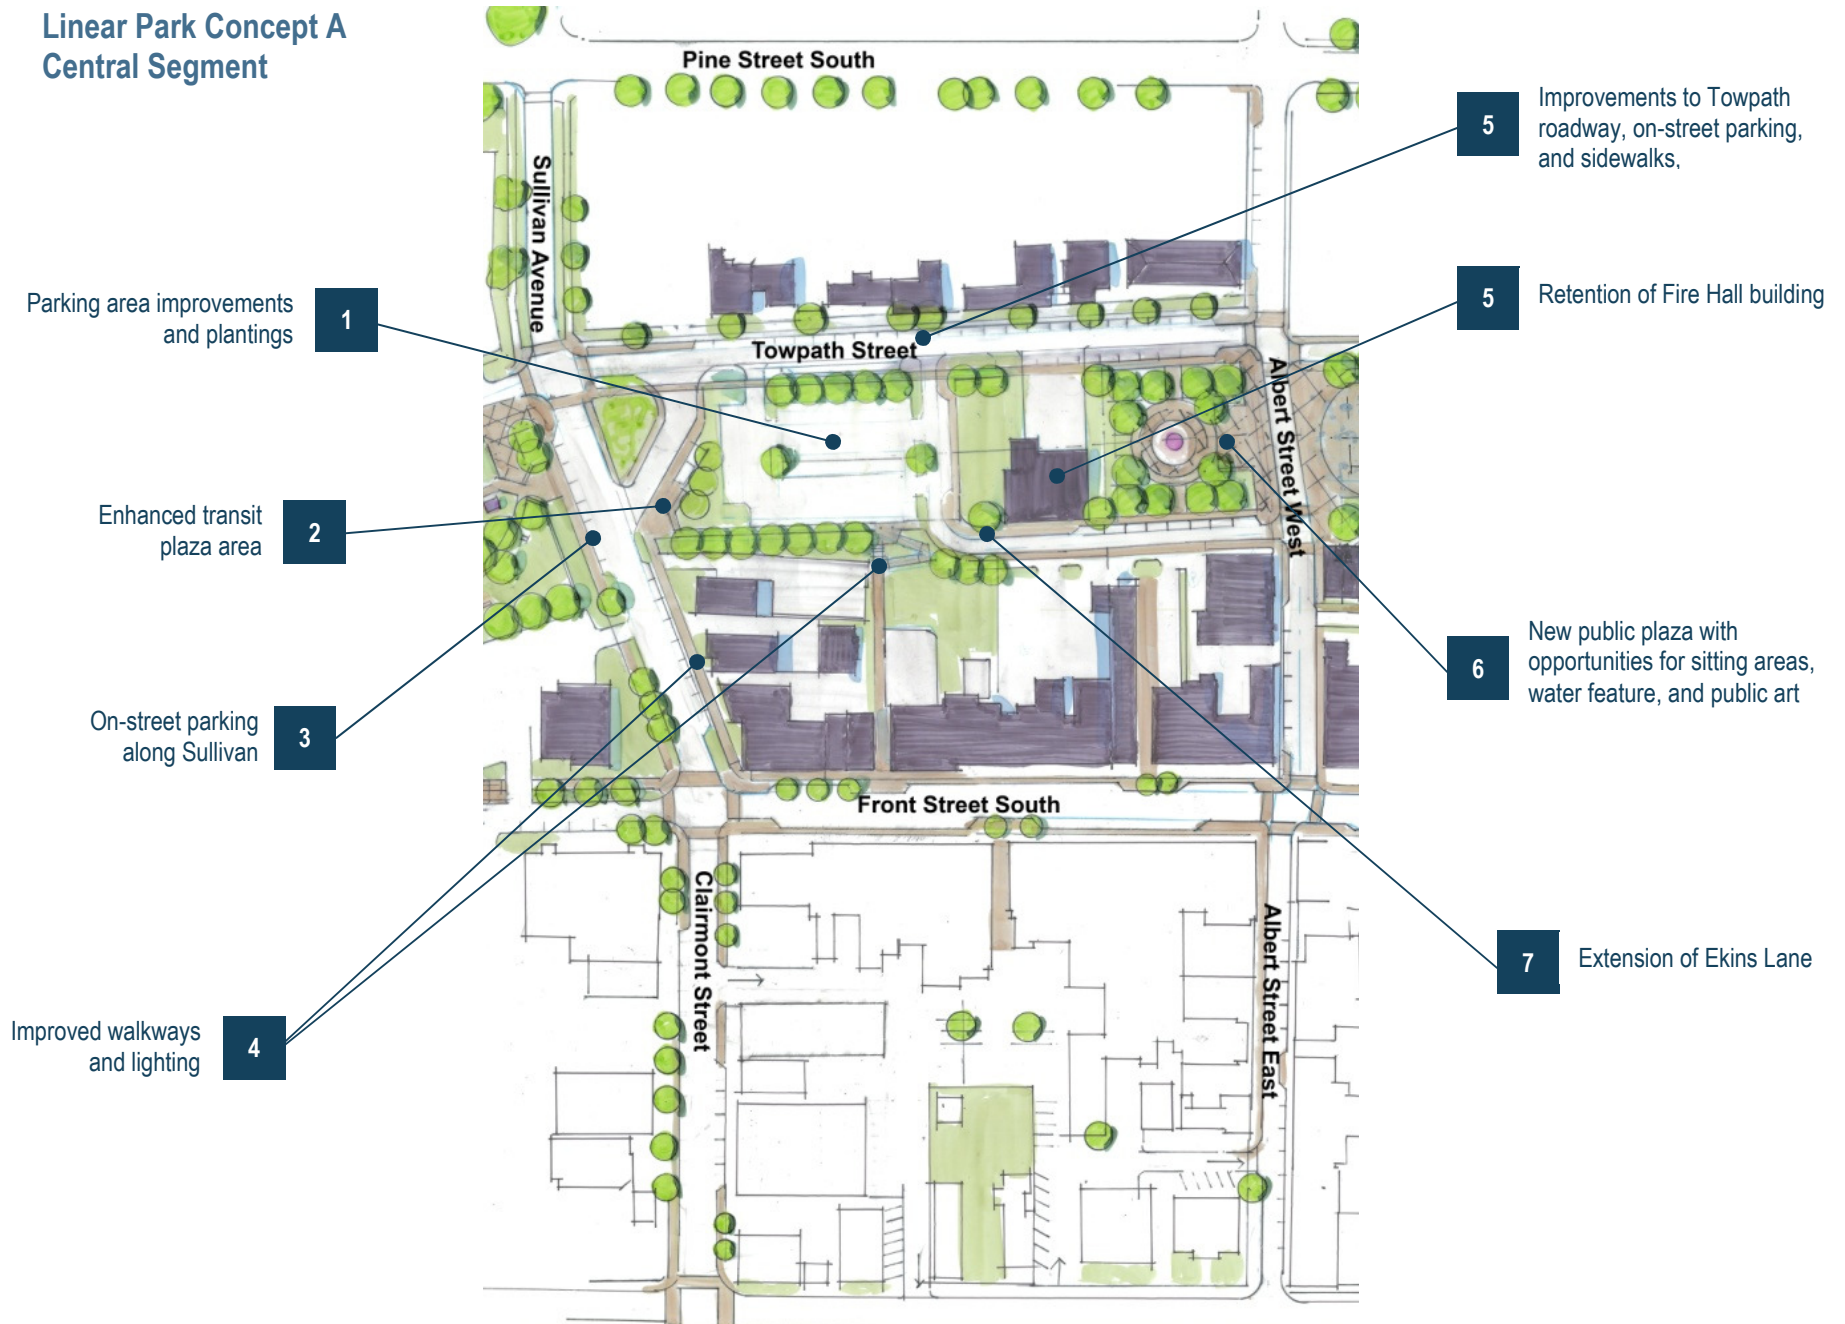 Linear Park Concept A
Central Segment
Pine Street South
Sullivan Avenue
Towpath Street
Albert Street West
Front Street South
Clairmont Street
Albert Street East
Parking area improvements
and plantings
1
Enhanced transit
plaza area
2
On-street parking
along Sullivan
3
Improved walkways
and lighting
4
5
Improvements to Towpath
roadway, on-street parking,
and sidewalks,
5
Retention of Fire Hall building
6
New public plaza with
opportunities for sitting areas,
water feature, and public art
7
Extension of Ekins Lane